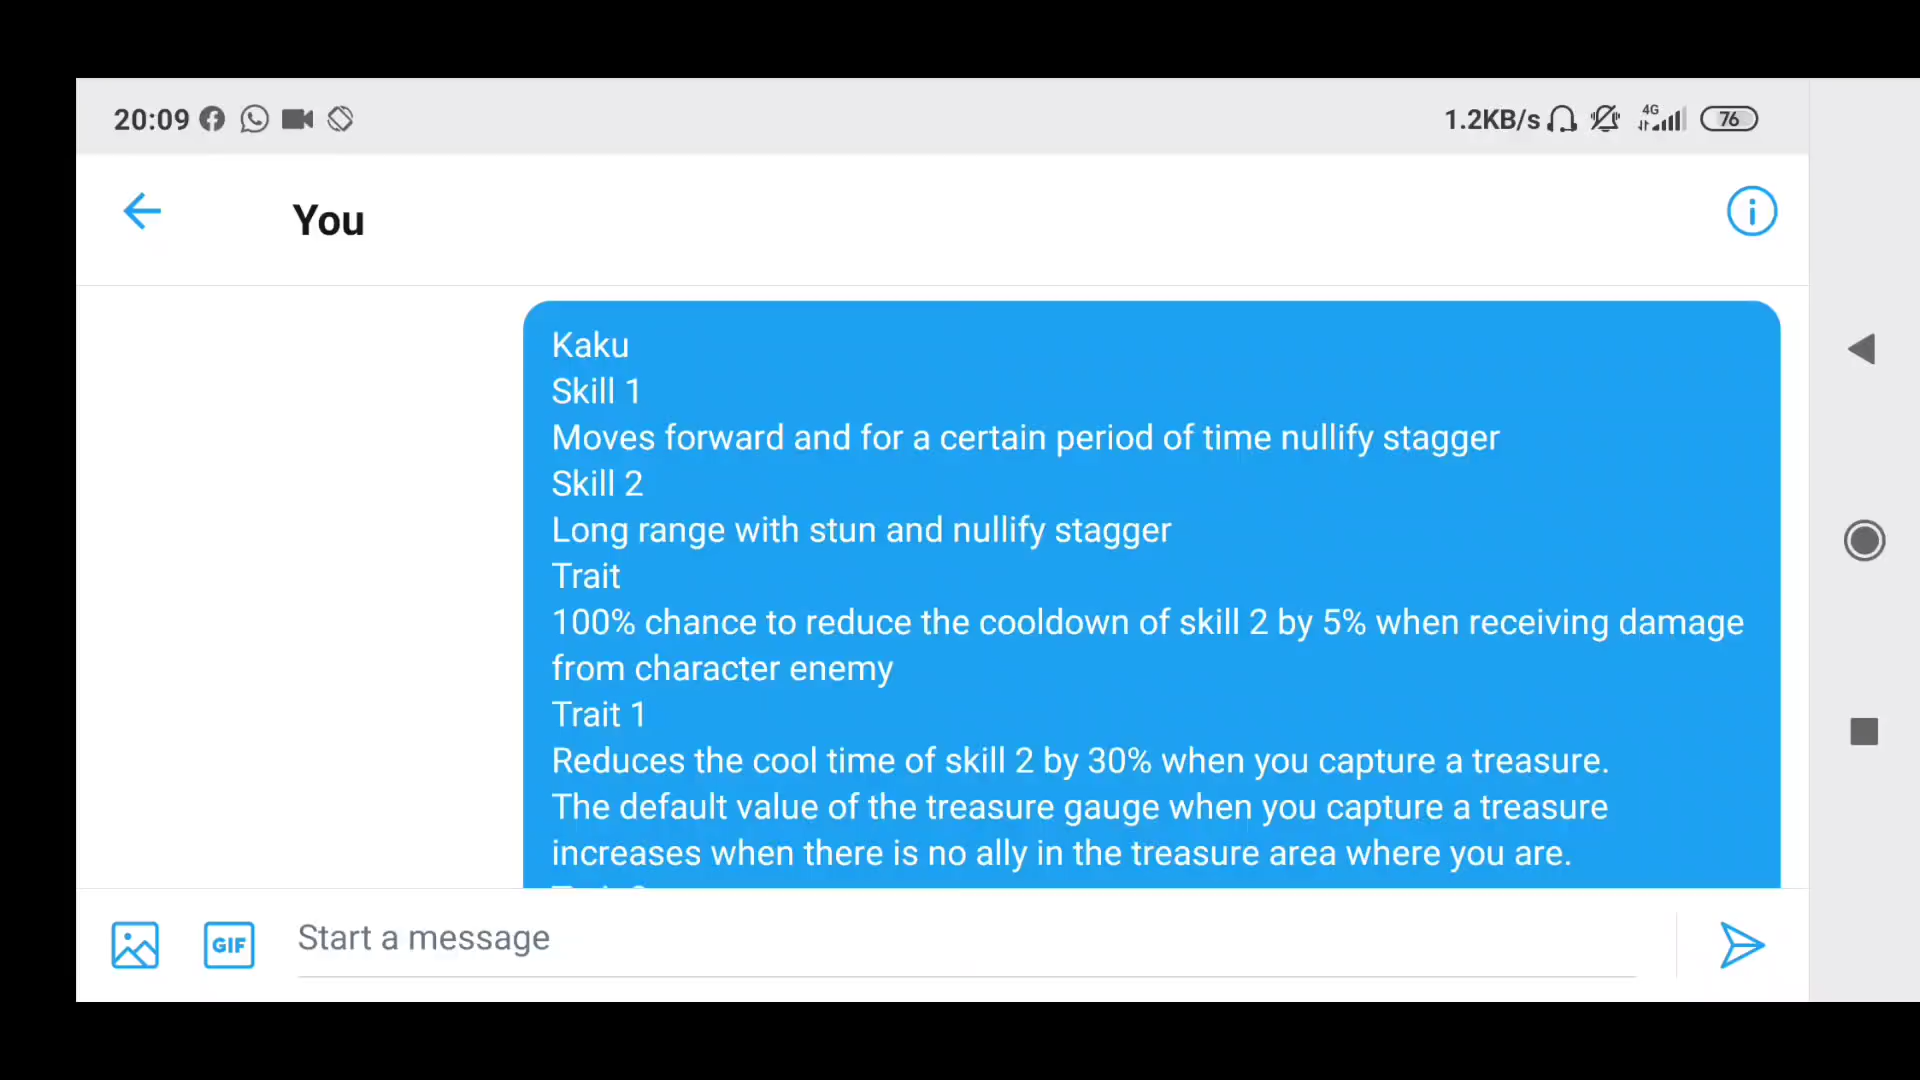 20:09
1.2KB/s
4G
76
You
Kaku
Skill 1
Moves forward and for a certain period of time nullify stagger
Skill 2
Long range with stun and nullify stagger
Trait
100% chance to reduce the cooldown of skill 2 by 5% when receiving damage
from character enemy
Trait 1
Reduces the cool time of skill 2 by 30% when you capture a treasure.
The default value of the treasure gauge when you capture a treasure
increases when there is no ally in the treasure area where you are.
GIF
Start a message